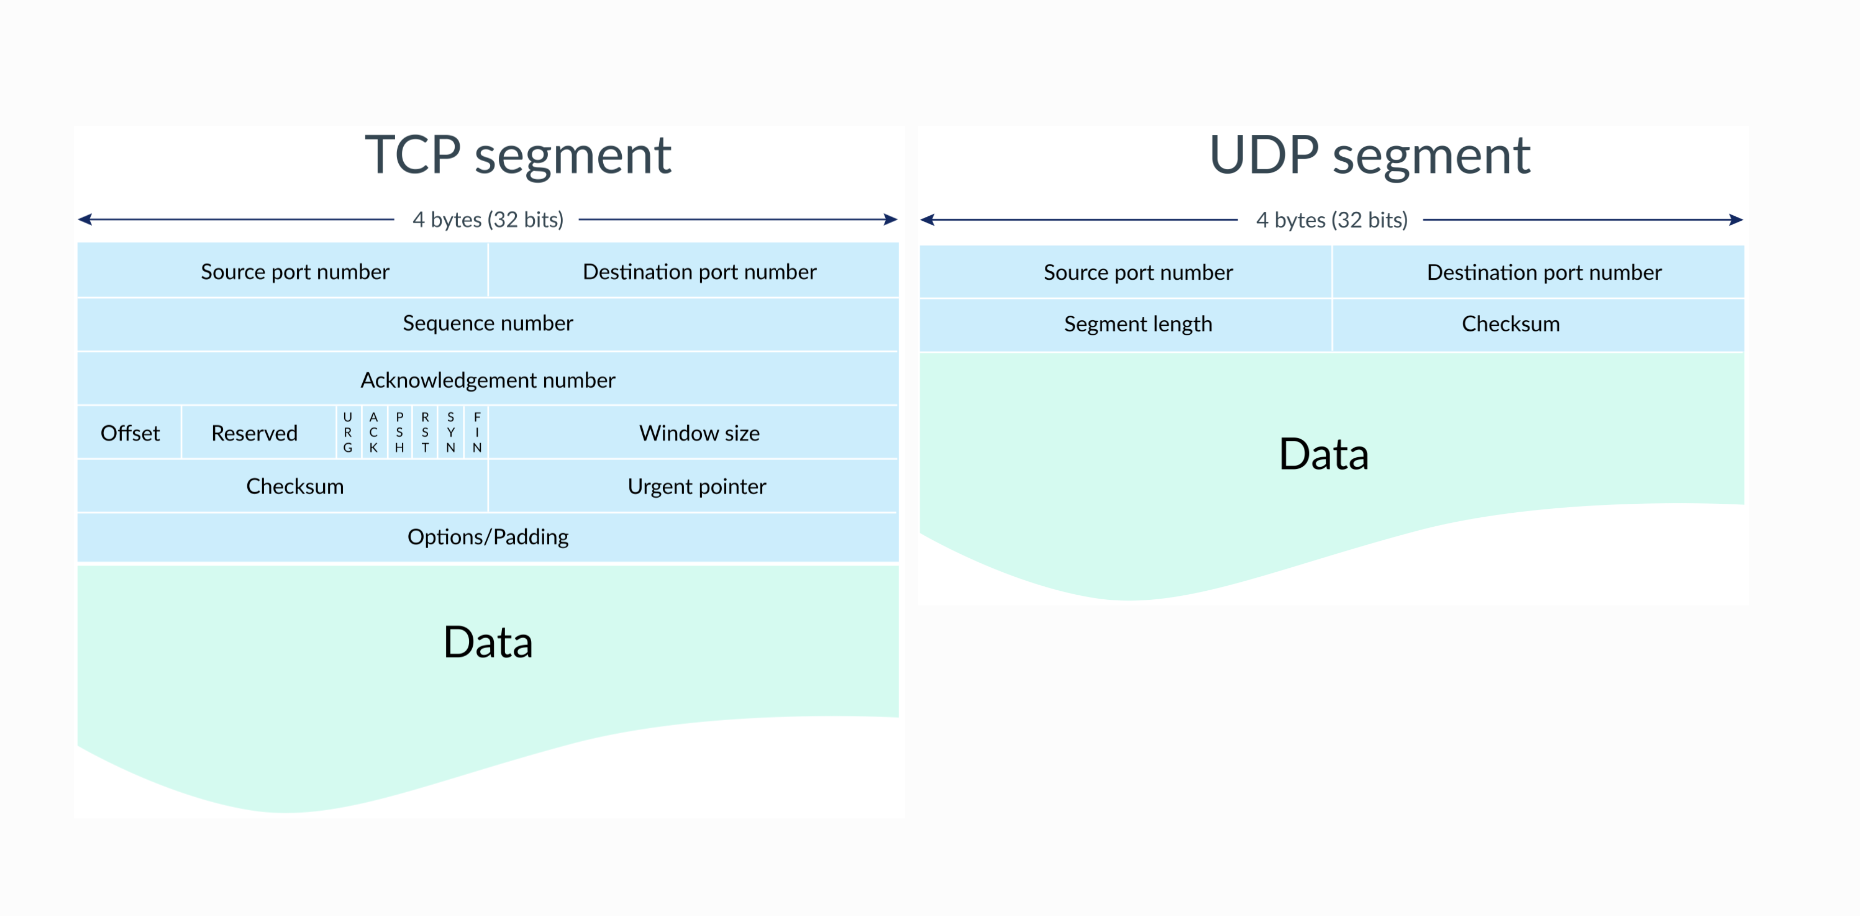 TCP segment
4 bytes (32 bits)
Source port number
Destination port number
Sequence number
Acknowledgement number
Offset
Reserved
URG
ACK
PSH
RST
SYN
FIN
Window size
Checksum
Urgent pointer
Options/Padding
Data
UDP segment
4 bytes (32 bits)
Source port number
Destination port number
Segment length
Checksum
Data